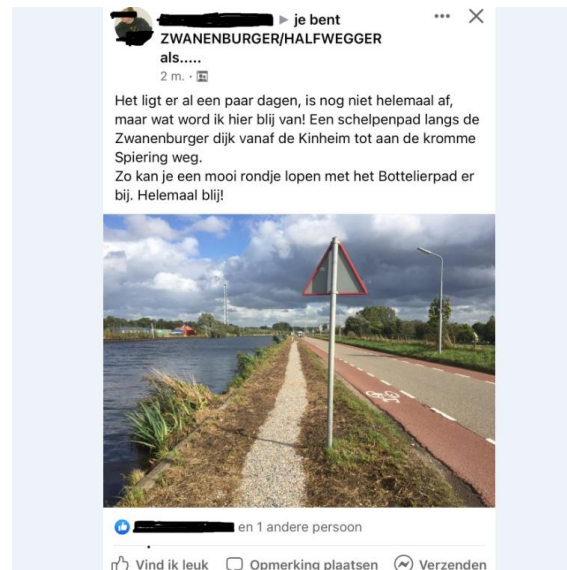 je bent
ZWANENBURGER/HALFWEGGER
als.....
2 m. ·
Het ligt er al een paar dagen, is nog niet helemaal af,
maar wat word ik hier blij van! Een schelpenpad langs de
Zwanenburger dijk vanaf de Kinheim tot aan de kromme
Spiering weg.
Zo kan je een mooi rondje lopen met het Bottelierpad er
bij. Helemaal blij!
en 1 andere persoon
Vind ik leuk Opmerking plaatsen Verzenden